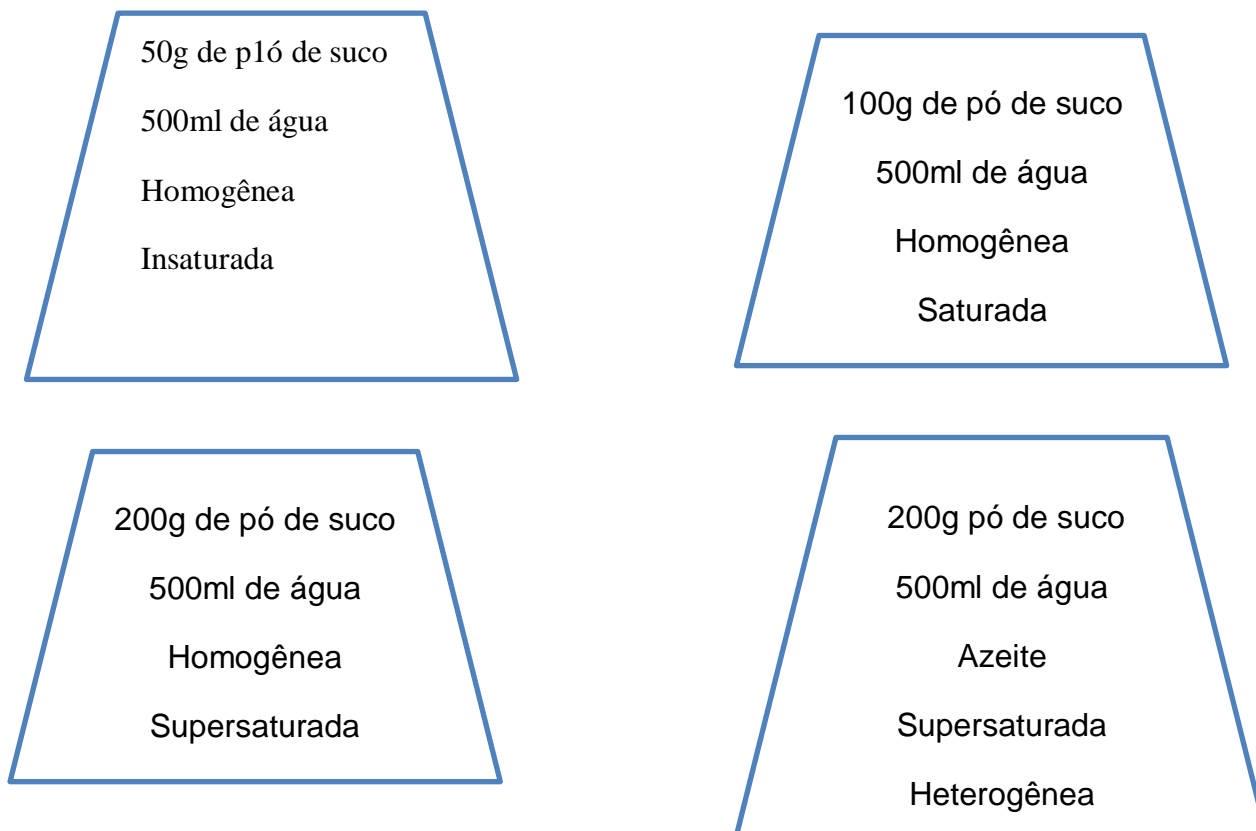 50g de p1ó de suco
500ml de água
Homogênea
Insaturada
100g de pó de suco
500ml de água
Homogênea
Saturada
200g de pó de suco
500ml de água
Homogênea
Supersaturada
200g pó de suco
500ml de água
Azeite
Supersaturada
Heterogênea